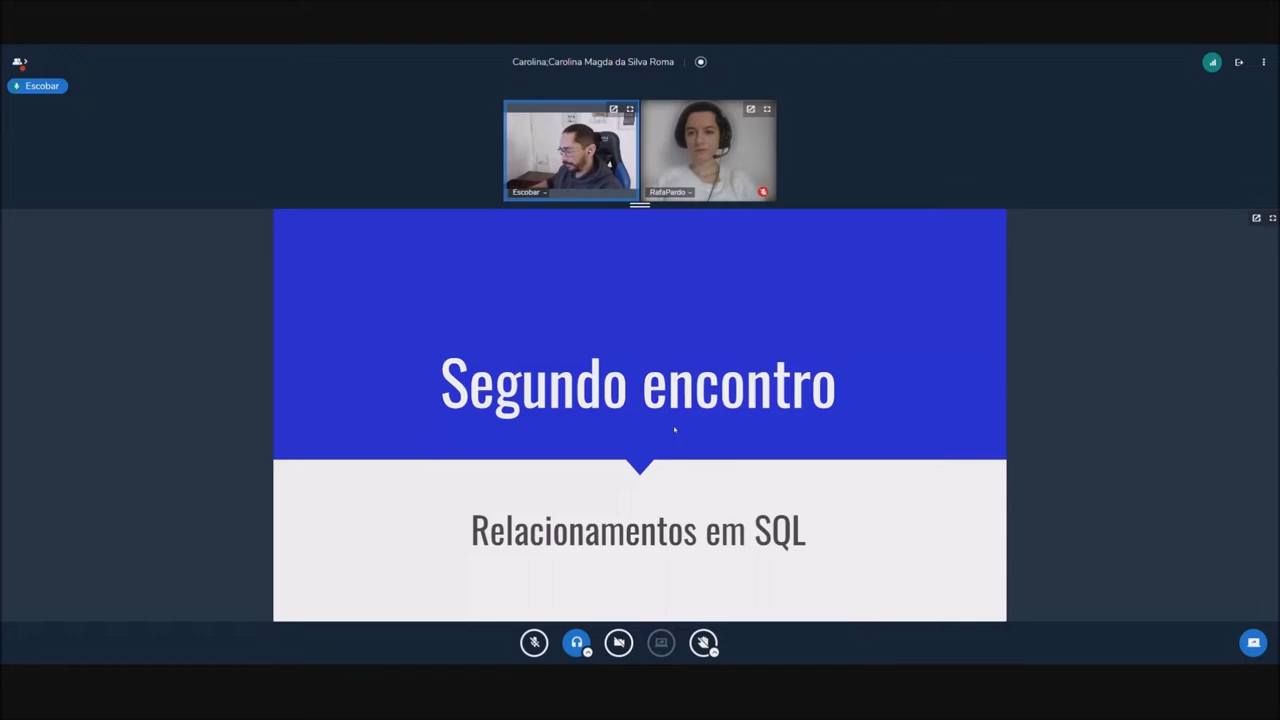 Carolina;Carolina Magda da Silva Roma
Escobar
Escobar
RafaPardo
Segundo encontro
Relacionamentos em SQL